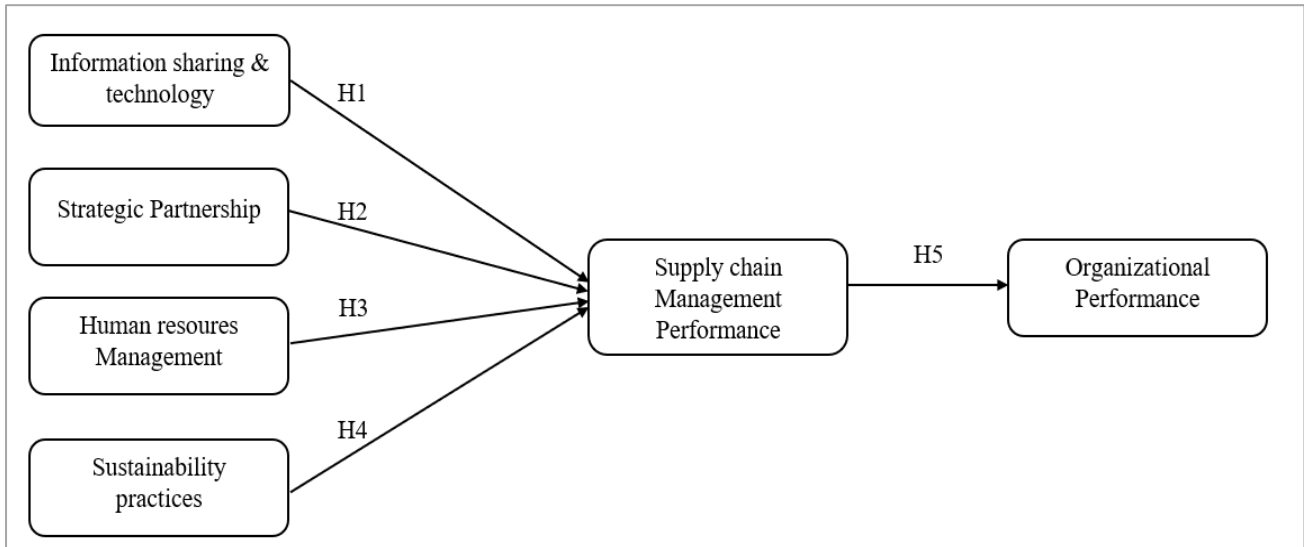 Information sharing &
technology
H1
Strategic Partnership
H2
Human resoures
Management
H3
Sustainability
practices
H4
Supply chain
Management
Performance
H5
Organizational
Performance